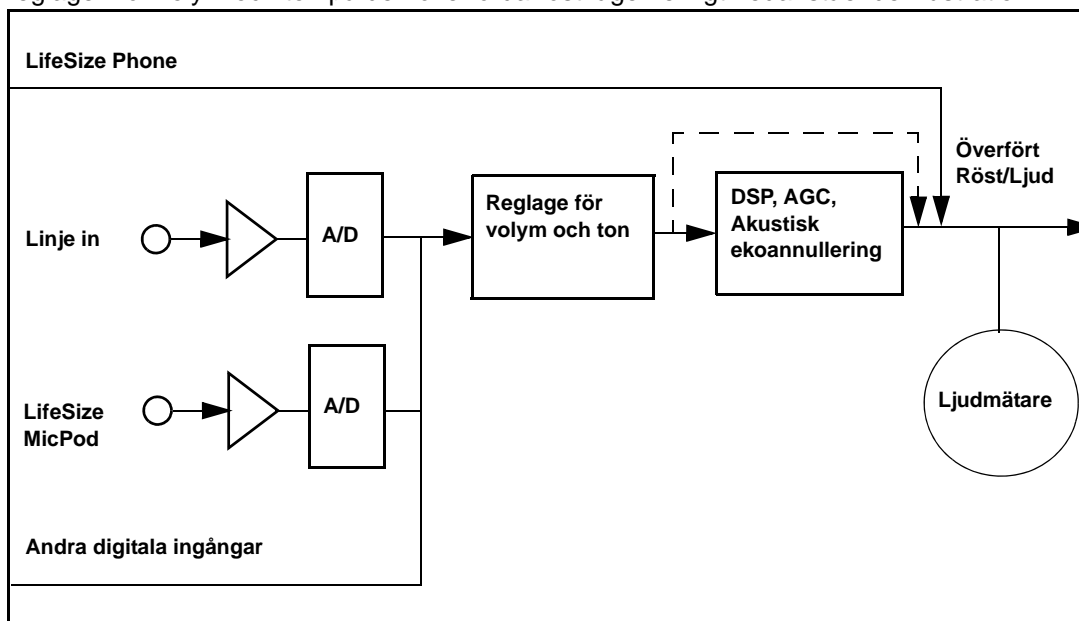 LifeSize Phone
Överfört
Röst/Ljud
Reglage för
volym och ton
DSP, AGC,
Akustisk
ekoannullering
Linje in
A/D
LifeSize
MicPod
A/D
Ljudmätare
Andra digitala ingångar